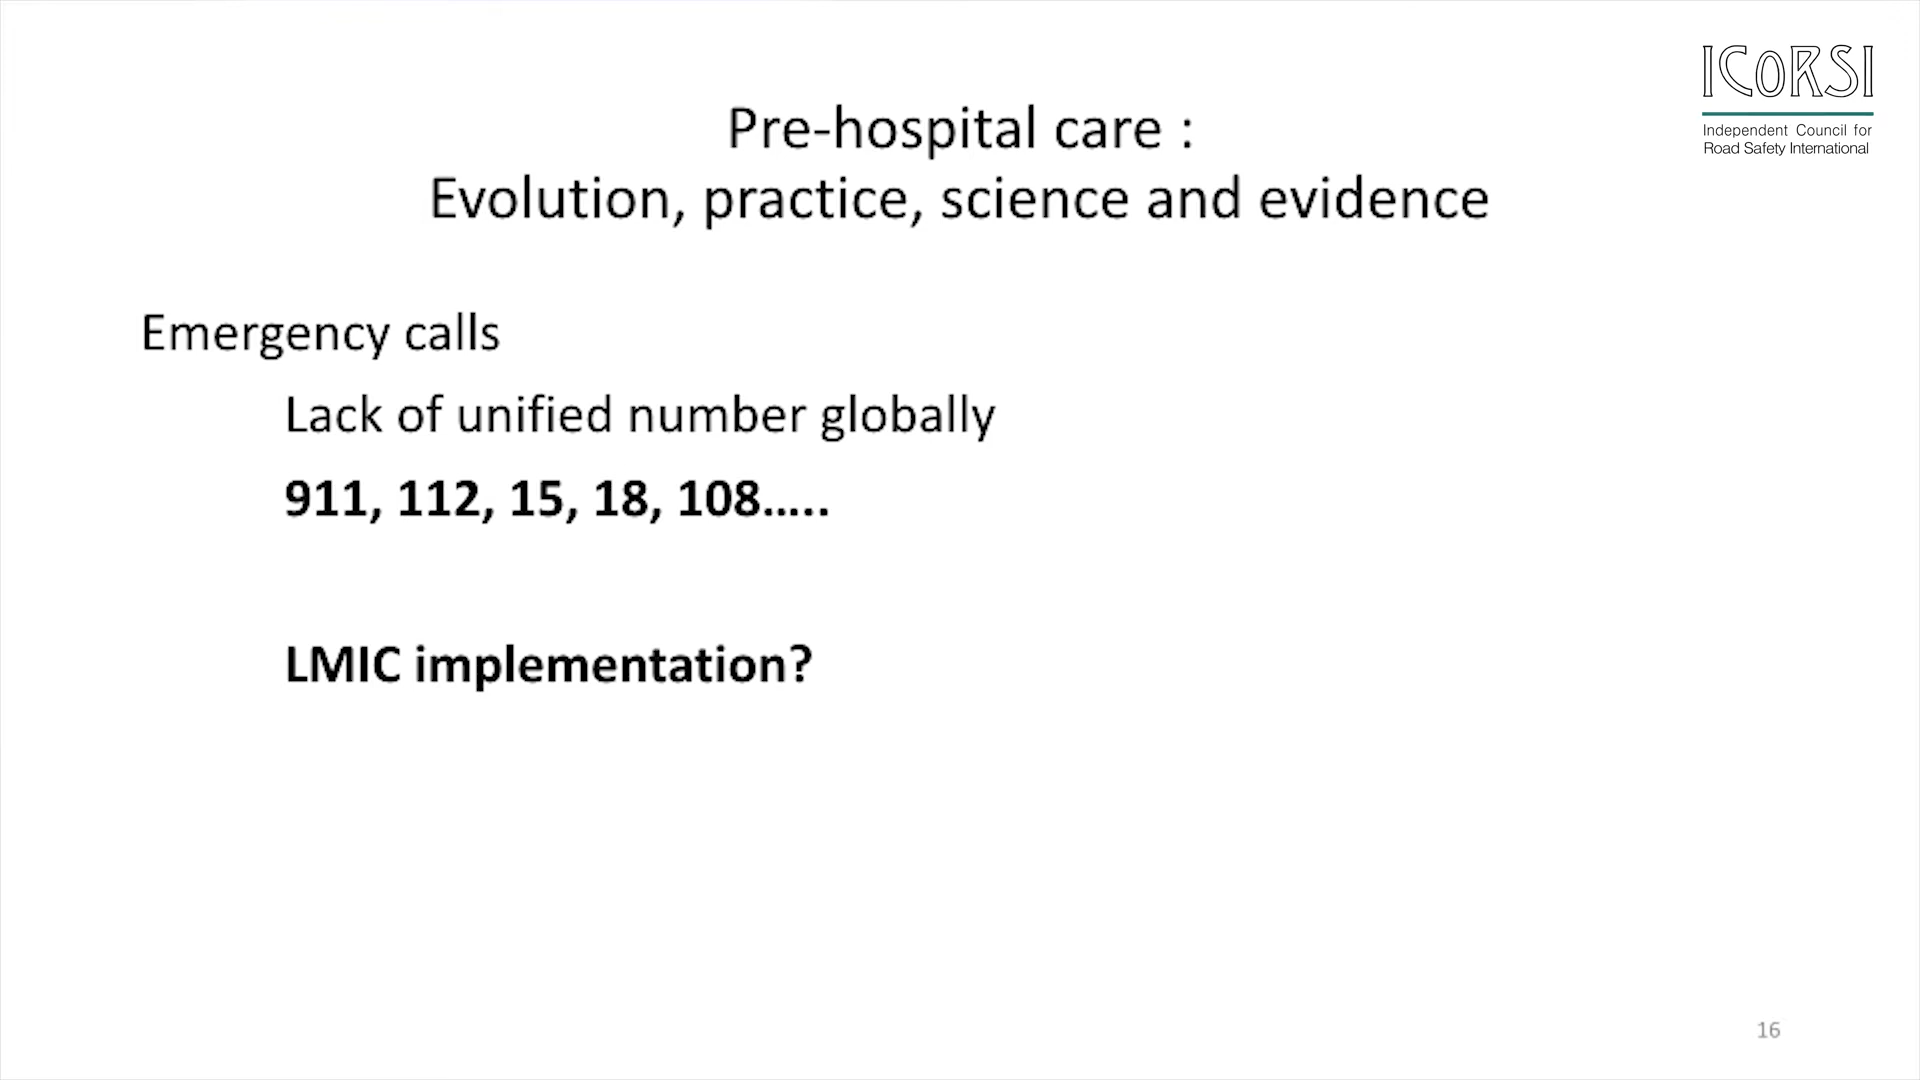 ICoRSI
Independent Council for
Road Safety International
Pre-hospital care :
Evolution, practice, science and evidence
Emergency calls
Lack of unified number globally
911, 112, 15, 18, 108…..
LMIC implementation?
16